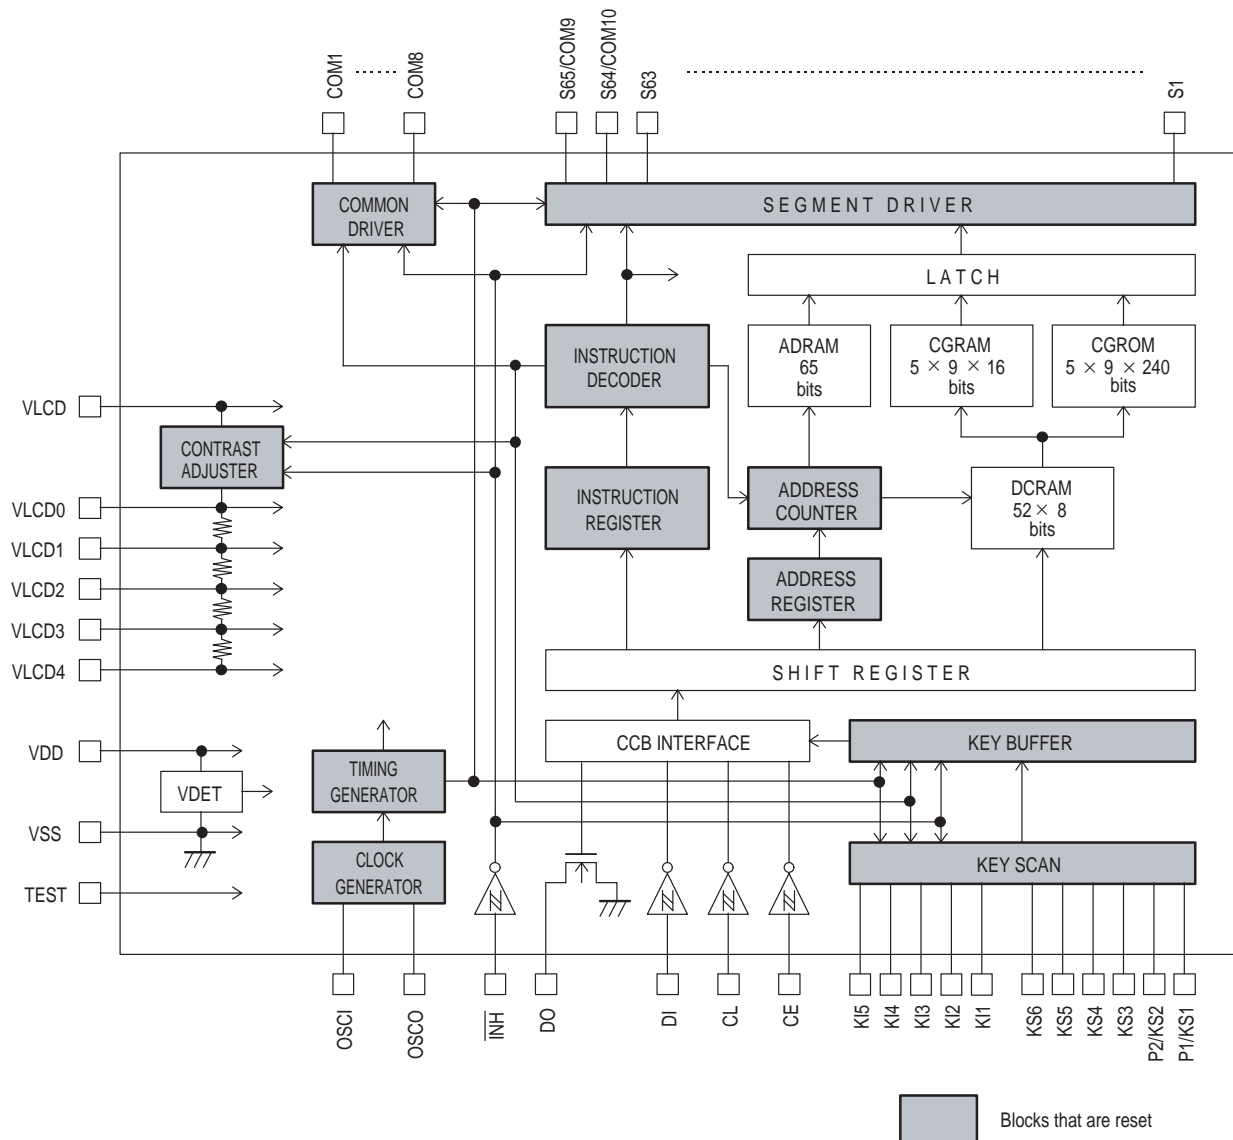 COM1
COM8
S65/COM9
S64/COM10
S63
S1
COMMON
DRIVER
SEGMENT DRIVER
LATCH
INSTRUCTION
DECODER
ADRAM
65
bits
CGRAM
5 × 9 × 16
bits
CGROM
5 × 9 × 240
bits
VLCD
CONTRAST
ADJUSTER
INSTRUCTION
REGISTER
ADDRESS
COUNTER
DCRAM
52 × 8
bits
VLCD0
VLCD1
VLCD2
VLCD3
VLCD4
ADDRESS
REGISTER
SHIFT REGISTER
VDD
VDET
VSS
TEST
TIMING
GENERATOR
CCB INTERFACE
KEY BUFFER
CLOCK
GENERATOR
KEY SCAN
OSCI
OSCO
INH
DO
DI
CL
CE
KI5
KI4
KI3
KI2
KI1
KS6
KS5
KS4
KS3
P2/KS2
P1/KS1
Blocks that are reset